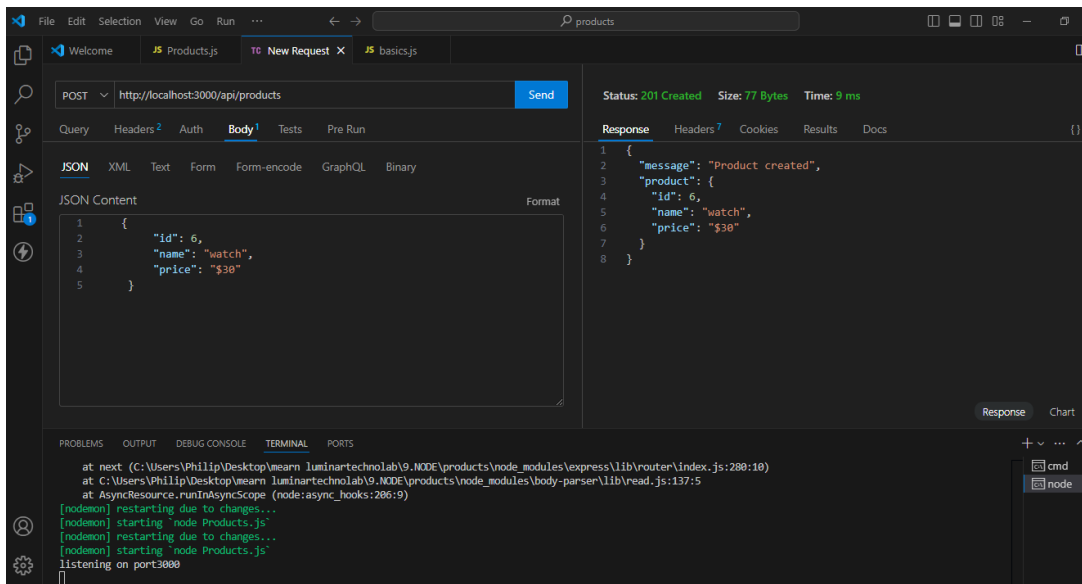 File Edit Selection View Go Run ··· products
Welcome JS Products.js TC New Request JS basics.js
POST http://localhost:3000/api/products Send
Status: 201 Created Size: 77 Bytes Time: 9 ms
Query Headers 2 Auth Body 1 Tests Pre Run
Response Headers 7 Cookies Results Docs {}
JSON XML Text Form Form-encode GraphQL Binary
JSON Content Format
1 {
2 "id": 6,
3 "name": "watch",
4 "price": "$30"
5 }
1 {
2 "message": "Product created",
3 "product": {
4 "id": 6,
5 "name": "watch",
6 "price": "$30"
7 }
8 }
Response Chart
1
PROBLEMS OUTPUT DEBUG CONSOLE TERMINAL PORTS
at next (C:\Users\Philip\Desktop\mearn luminartechnolab\9.NODE\products\node_modules\express\lib\router\index.js:280:10)
at C:\Users\Philip\Desktop\mearn luminartechnolab\9.NODE\products\node_modules\body-parser\lib\read.js:137:5
at AsyncResource.runInAsyncScope (node:async_hooks:206:9)
[nodemon] restarting due to changes...
[nodemon] starting `node Products.js`
[nodemon] restarting due to changes...
[nodemon] starting `node Products.js`
listening on port3000
cmd
node